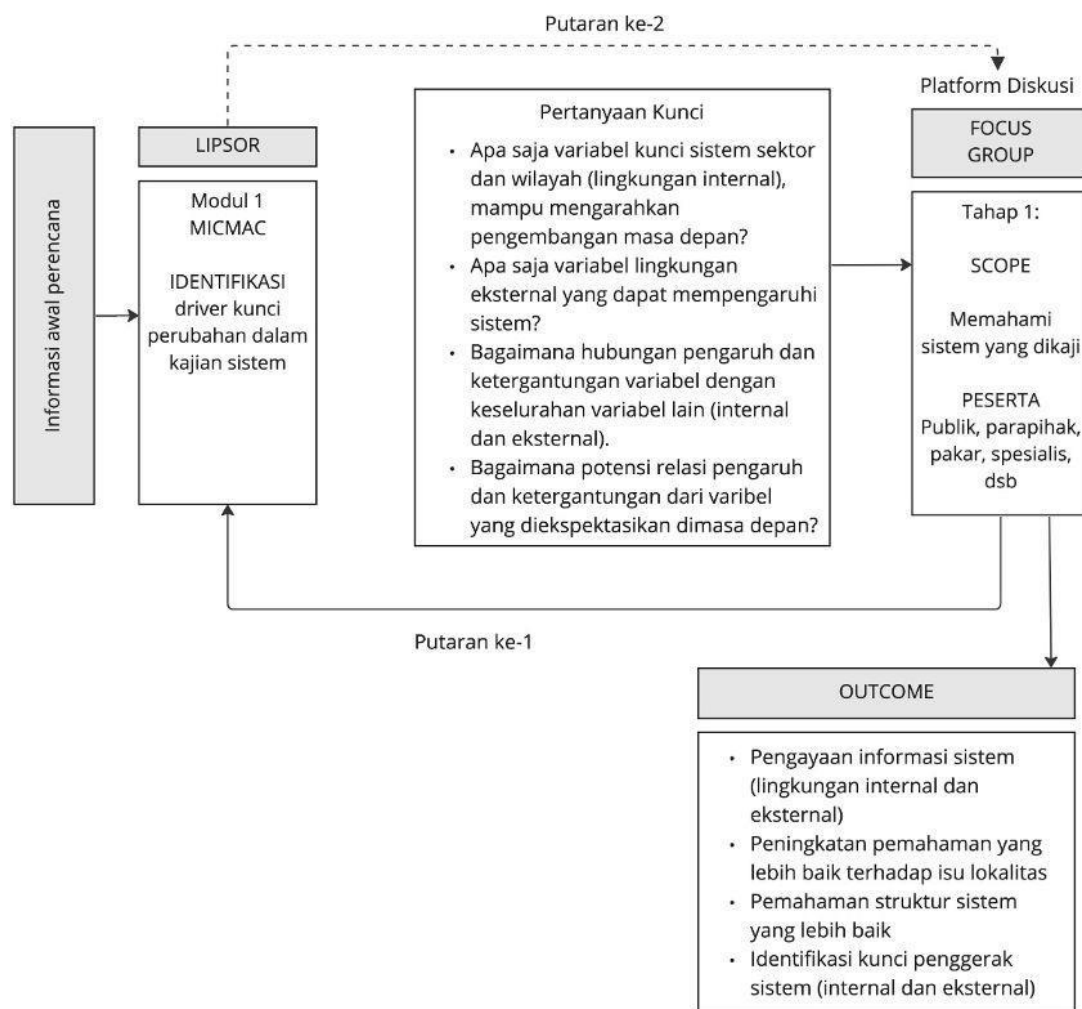 Putaran ke-2
Informasi awal perencana
LIPSOR
Modul 1
MICMAC
IDENTIFIKASI
driver kunci
perubahan dalam
kajian sistem
Pertanyaan Kunci
• Apa saja variabel kunci sistem sektor
dan wilayah (lingkungan internal),
mampu mengarahkan
pengembangan masa depan?
• Apa saja variabel lingkungan
eksternal yang dapat mempengaruhi
sistem?
• Bagaimana hubungan pengaruh dan
ketergantungan variabel dengan
keselurahan variabel lain (internal
dan eksternal).
• Bagaimana potensi relasi pengaruh
dan ketergantungan dari varibel
yang diekspektasikan dimasa depan?
Platform Diskusi
FOCUS
GROUP
Tahap 1:
SCOPE
Memahami
sistem yang dikaji
PESERTA
Publik, parapihak,
pakar, spesialis,
dsb
Putaran ke-1
OUTCOME
• Pengayaan informasi sistem
(lingkungan internal dan
eksternal)
• Peningkatan pemahaman yang
lebih baik terhadap isu lokalitas
• Pemahaman struktur sistem
yang lebih baik
• Identifikasi kunci penggerak
sistem (internal dan eksternal)